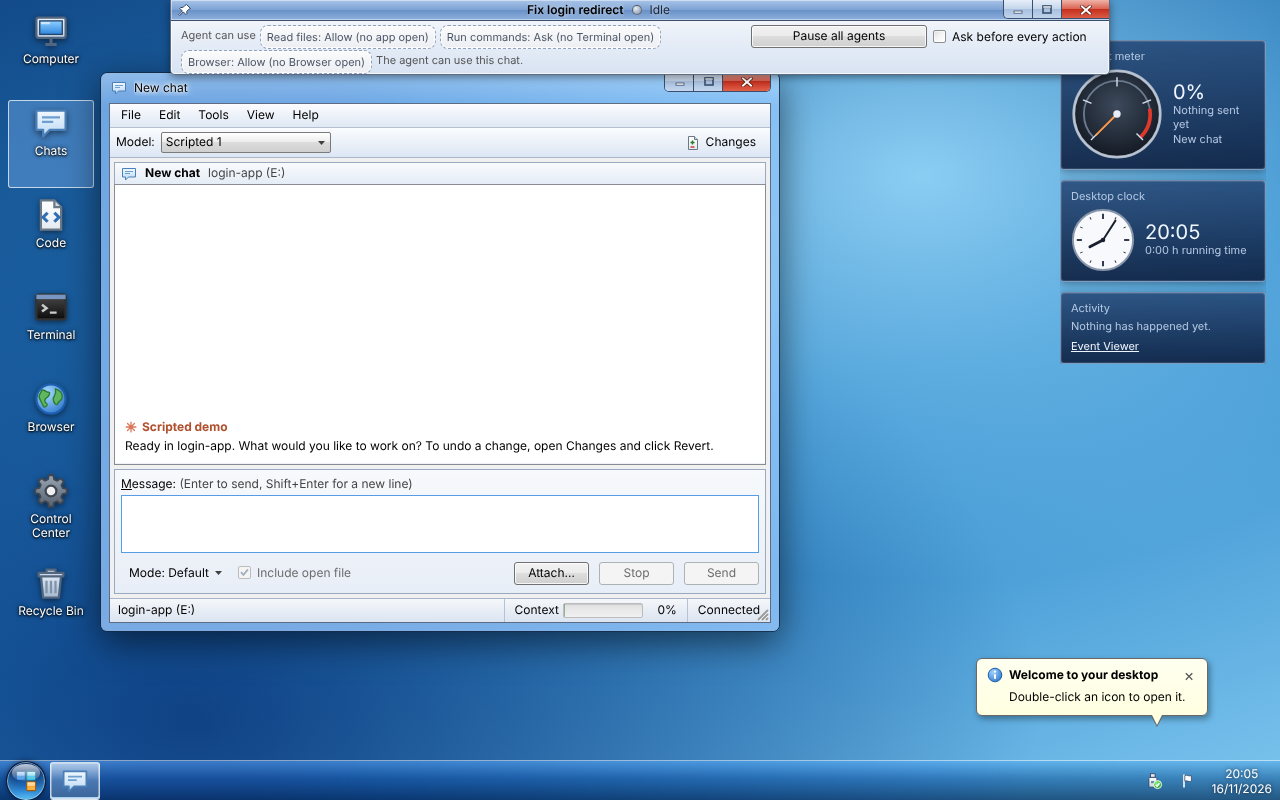 Fix login redirect Idle
Agent can use Read files: Allow (no app open) Run commands: Ask (no Terminal open)
Browser: Allow (no Browser open) The agent can use this chat.
Pause all agents Ask before every action
Computer
Chats
Code
Terminal
Browser
Control
Center
Recycle Bin
New chat
File Edit Tools View Help
Model: Scripted 1 Changes
New chat login-app (E:)
Scripted demo
Ready in login-app. What would you like to work on? To undo a change, open Changes and click Revert.
Message: (Enter to send, Shift+Enter for a new line)
Mode: Default Include open file Attach... Stop Send
login-app (E:) Context 0% Connected
meter
0%
Nothing sent
yet
New chat
Desktop clock
20:05
0:00 h running time
Activity
Nothing has happened yet.
Event Viewer
Welcome to your desktop
Double-click an icon to open it.
20:05
16/11/2026